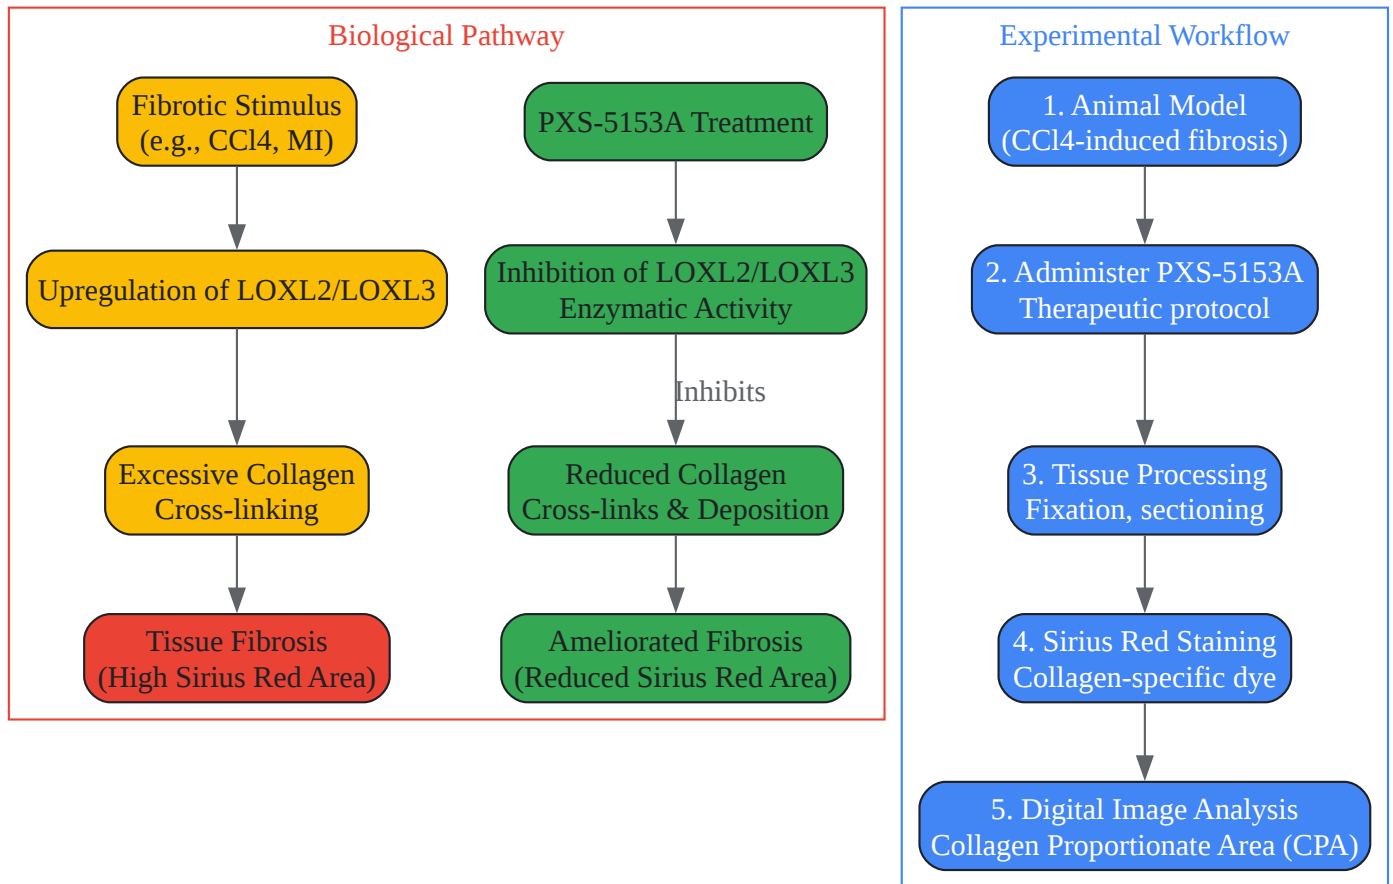 Biological Pathway
Fibrotic Stimulus
(e.g., CCl4, MI)
Upregulation of LOXL2/LOXL3
Excessive Collagen
Cross-linking
Tissue Fibrosis
(High Sirius Red Area)
PXS-5153A Treatment
Inhibition of LOXL2/LOXL3
Enzymatic Activity
Inhibits
Reduced Collagen
Cross-links & Deposition
Ameliorated Fibrosis
(Reduced Sirius Red Area)
Experimental Workflow
1. Animal Model
(CCl4-induced fibrosis)
2. Administer PXS-5153A
Therapeutic protocol
3. Tissue Processing
Fixation, sectioning
4. Sirius Red Staining
Collagen-specific dye
5. Digital Image Analysis
Collagen Proportionate Area (CPA)